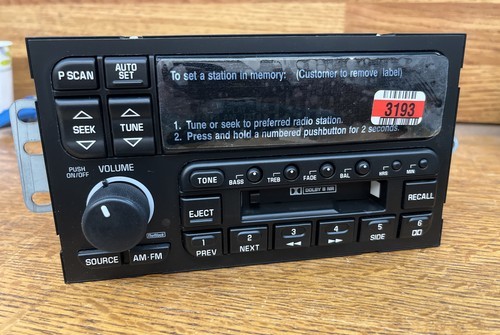 P SCAN
AUTO
SET
To set a station in memory: (Customer to remove label)
3193
SEEK
TUNE
1. Tune or seek to preferred radio station.
2. Press and hold a numbered pushbutton for 2 seconds.
PUSH
ON/OFF
VOLUME
TONE
BASS
TREB
FADE
BAL
HRS
MIN
DOLBY B NR
EJECT
RECALL
1
PREV
2
NEXT
3
4
5
SIDE
6
SOURCE
AM•FM